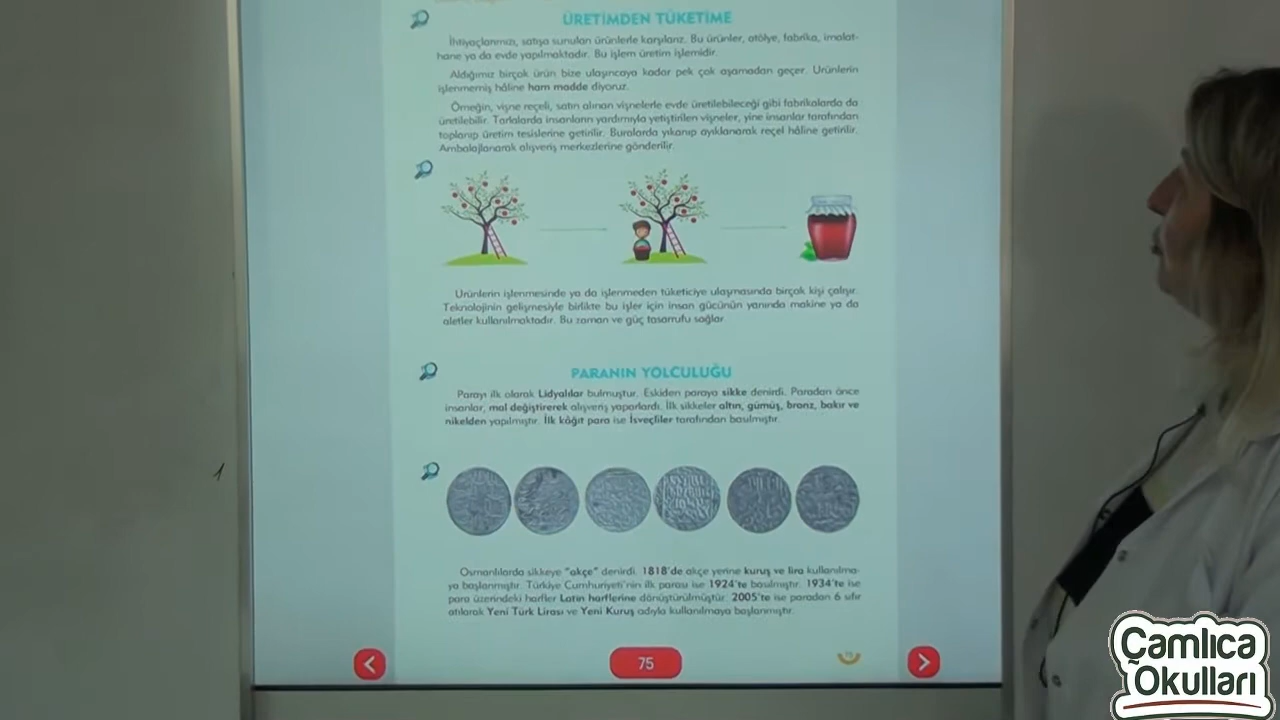 ÜRETİMDEN TÜKETİME
İhtiyaçlarımızı, satışa sunulan ürünlerle karşılarız. Bu ürünler, atölye, fabrika, imalat-
hane ya da evde yapılmaktadır. Bu işlem üretim işlemidir.
Aldığımız birçok ürün bize ulaşıncaya kadar pek çok aşamadan geçer. Ürünlerin
işlenmemiş hâline ham madde diyoruz.
Örneğin, vişne reçeli, satın alınan vişnelerle evde üretilebileceği gibi fabrikalarda da
üretilebilir. Tarlalarda insanların yardımıyla yetiştirilen vişneler, yine insanlar tarafından
toplanıp üretim tesislerine getirilir. Buralarda yıkanıp ayıklanarak reçel hâline getirilir.
Ambalajlanarak alışveriş merkezlerine gönderilir.
Ürünlerin işlenmesinde ya da işlenmeden tüketiciye ulaşmasında birçok kişi çalışır.
Teknolojinin gelişmesiyle birlikte bu işler için insan gücünün yanında makine ya da
aletler kullanılmaktadır. Bu zaman ve güç tasarrufu sağlar.
PARANIN YOLCULUĞU
Parayı ilk olarak Lidyalılar bulmuştur. Eskiden paraya sikke denirdi. Paradan önce
insanlar, mal değiştirerek alışveriş yaparlardı. İlk sikkeler altın, gümüş, bronz, bakır ve
nikelden yapılmıştır. İlk kâğıt para ise İsveçliler tarafından basılmıştır.
Osmanlılarda sikkeye "akçe" denirdi. 1818'de akçe yerine kuruş ve lira kullanılma-
ya başlanmıştır. Türkiye Cumhuriyeti'nin ilk parası ise 1924'te basılmıştır. 1934'te ise
para üzerindeki harfler Latin harflerine dönüştürülmüştür. 2005'te ise paradan 6 sıfır
atılarak Yeni Türk Lirası ve Yeni Kuruş adıyla kullanılmaya başlanmıştır.
75
Çamlıca
Okulları